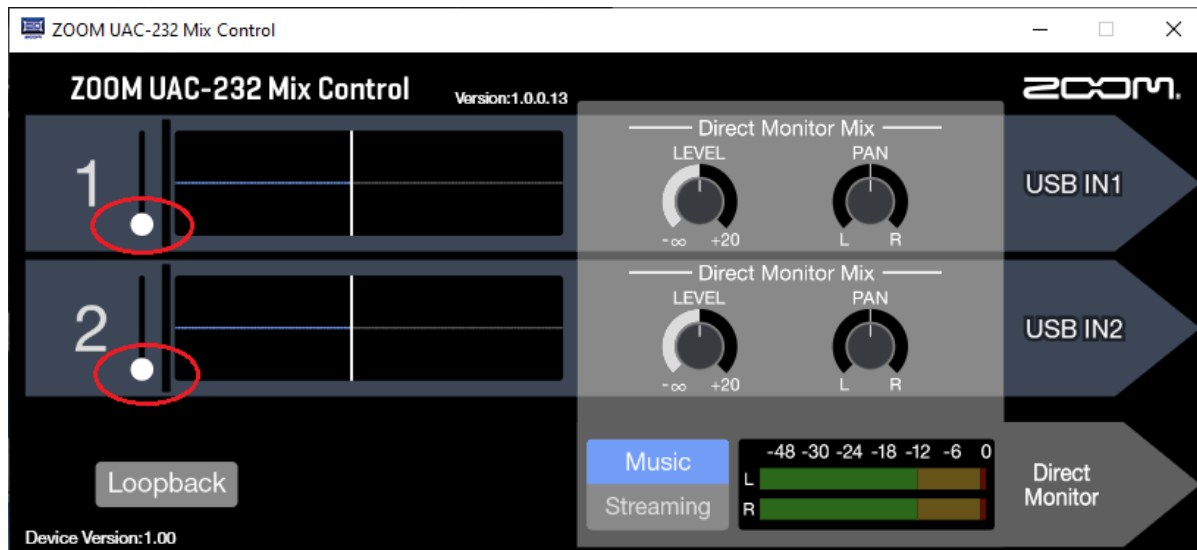 ZOOM UAC-232 Mix Control
ZOOM UAC-232 Mix Control
Version:1.0.0.13
zoom.
1
Direct Monitor Mix
LEVEL
PAN
-∞ +20
L R
USB IN1
2
Direct Monitor Mix
LEVEL
PAN
-∞ +20
L R
USB IN2
Loopback
Music
Streaming
-48 -30 -24 -18 -12 -6 0
L
R
Direct
Monitor
Device Version:1.00